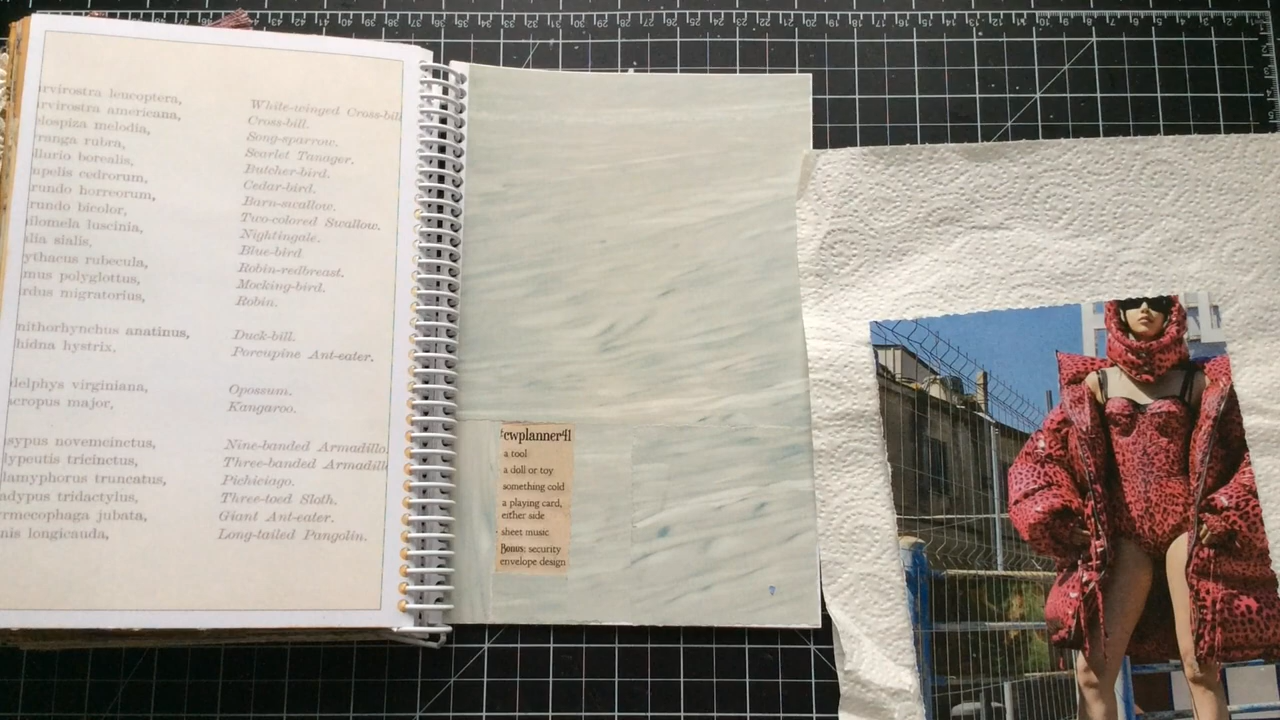 rvirostra leucoptera, White-winged Cross-bil
rvirostra americana, Cross-bill.
elospiza melodia, Song-sparrow.
ranga rubra, Scarlet Tanager.
llurio borealis, Butcher-bird.
mpelis cedrorum, Cedar-bird.
rundo horreorum, Barn-swallow.
rundo bicolor, Two-colored Swallow.
ilomela luscinia, Nightingale.
alia sialis, Blue-bird
ythacus rubecula, Robin-redbreast.
mus polyglottus, Mocking-bird.
rdus migratorius, Robin.
nithorhynchus anatinus, Duck-bill.
hidna hystrix, Porcupine Ant-eater.
delphys virginiana, Opossum.
acropus major, Kangaroo.
sypus novemcinctus, Nine-banded Armadillo
lypeutis tricinctus, Three-banded Armadill
lamyphorus truncatus, Pichiciago.
adypus tridactylus, Three-toed Sloth.
rmecophaga jubata, Giant Ant-eater.
nis longicauda, Long-tailed Pangolin.
#cwplanner41
a tool
a doll or toy
something cold
a playing card,
either side
sheet music
Bonus: security
envelope design